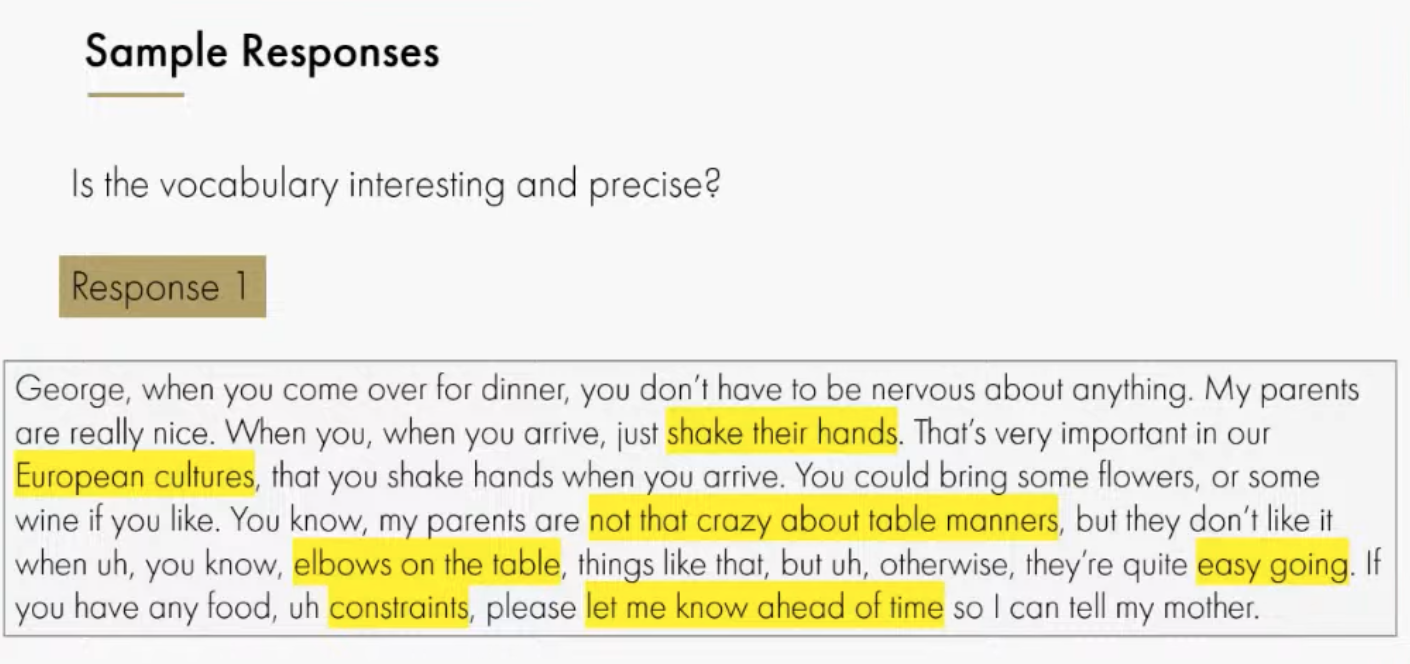 Sample Responses
Is the vocabulary interesting and precise?
Response 1
George, when you come over for dinner, you don't have to be nervous about anything. My parents
are really nice. When you, when you arrive, just shake their hands. That's very important in our
European cultures, that you shake hands when you arrive. You could bring some flowers, or some
wine if you like. You know, my parents are not that crazy about table manners, but they don't like it
when uh, you know, elbows on the table, things like that, but uh, otherwise, they're quite easy going. If
you have any food, uh constraints, please let me know ahead of time so I can tell my mother.